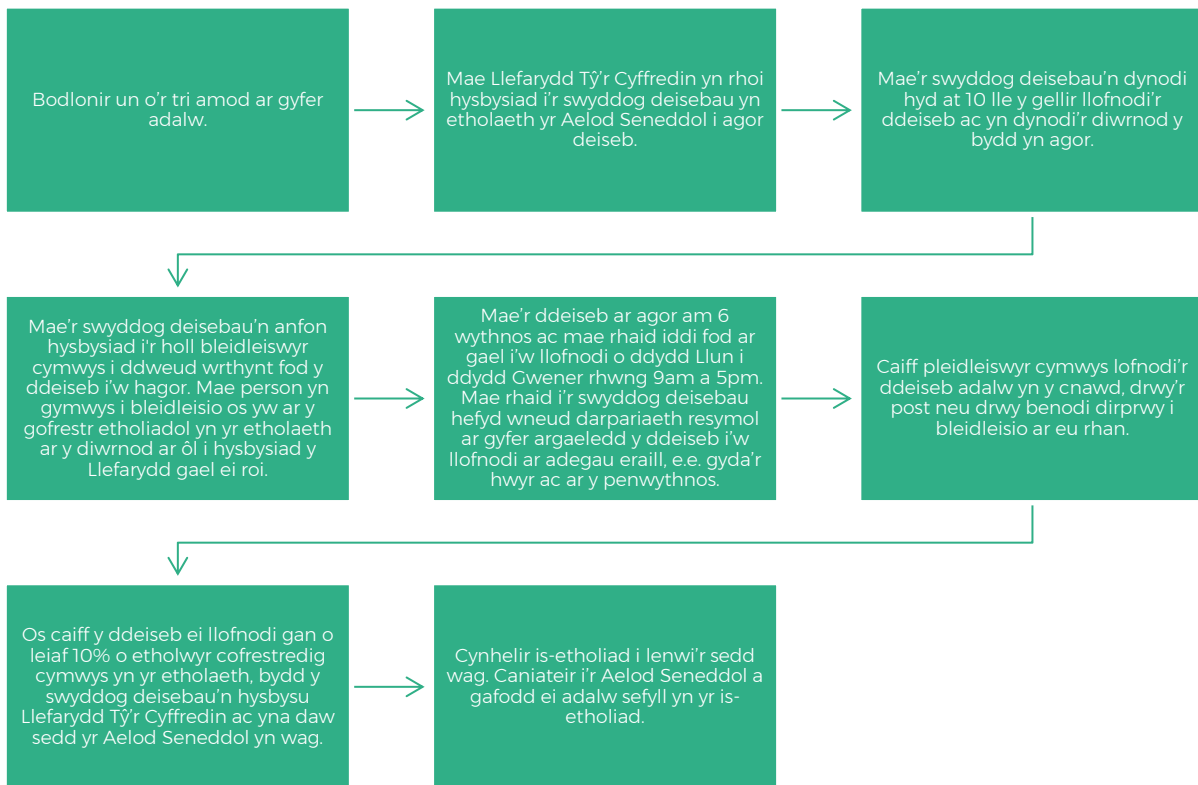 Bodlonir un o'r tri amod ar gyfer
adalw.
Mae Llefarydd Tŷ'r Cyffredin yn rhoi
hysbysiad i'r swyddog deisebau yn
etholaeth yr Aelod Seneddol i agor
deiseb.
Mae'r swyddog deisebau'n dynodi
hyd at 10 lle y gellir llofnodi'r
ddeiseb ac yn dynodi'r diwrnod y
bydd yn agor.
Mae'r swyddog deisebau'n anfon
hysbysiad i'r holl bleidleiswyr
cymwys i ddweud wrthynt fod y
ddeiseb i'w hagor. Mae person yn
gymwys i bleidleisio os yw ar y
gofrestr etholiadol yn yr etholaeth
ar y diwrnod ar ôl i hysbysiad y
Llefarydd gael ei roi.
Mae'r ddeiseb ar agor am 6
wythnos ac mae rhaid iddi fod ar
gael i'w llofnodi o ddydd Llun i
ddydd Gwener rhwng 9am a 5pm.
Mae rhaid i'r swyddog deisebau
hefyd wneud darpariaeth resymol
ar gyfer argaeledd y ddeiseb i'w
llofnodi ar adegau eraill, e.e. gyda'r
hwyr ac ar y penwythnos.
Caiff pleidleiswyr cymwys lofnodi'r
ddeiseb adalw yn y cnawd, drwy'r
post neu drwy benodi dirprwy i
bleidleisio ar eu rhan.
Os caiff y ddeiseb ei llofnodi gan o
leiaf 10% o etholwyr cofrestredig
cymwys yn yr etholaeth, bydd y
swyddog deisebau'n hysbysu
Llefarydd Tŷ'r Cyffredin ac yna daw
sedd yr Aelod Seneddol yn wag.
Cynhelir is-etholiad i lenwi'r sedd
wag. Caniateir i'r Aelod Seneddol a
gafodd ei adalw sefyll yn yr is-
etholiad.